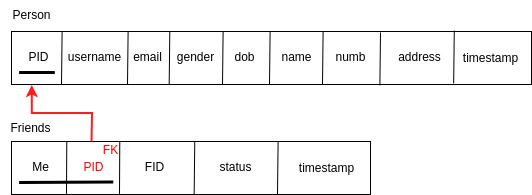 Person
PID username email gender dob name numb address timestamp
Friends
FK
Me PID FID status timestamp